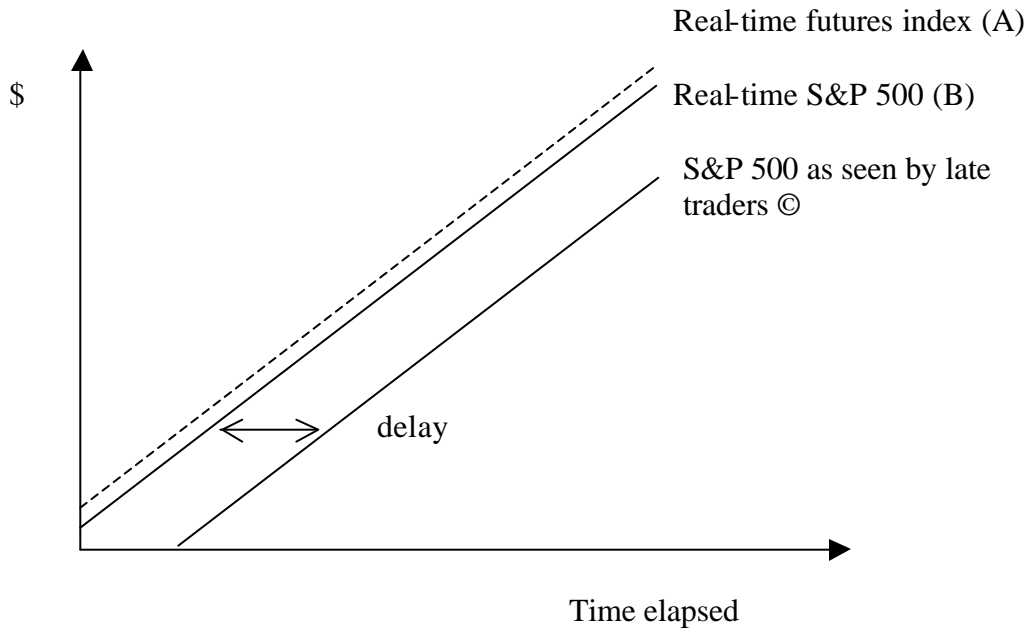 Real-time futures index (A)
$
Real-time S&P 500 (B)
S&P 500 as seen by late
traders ©
delay
Time elapsed